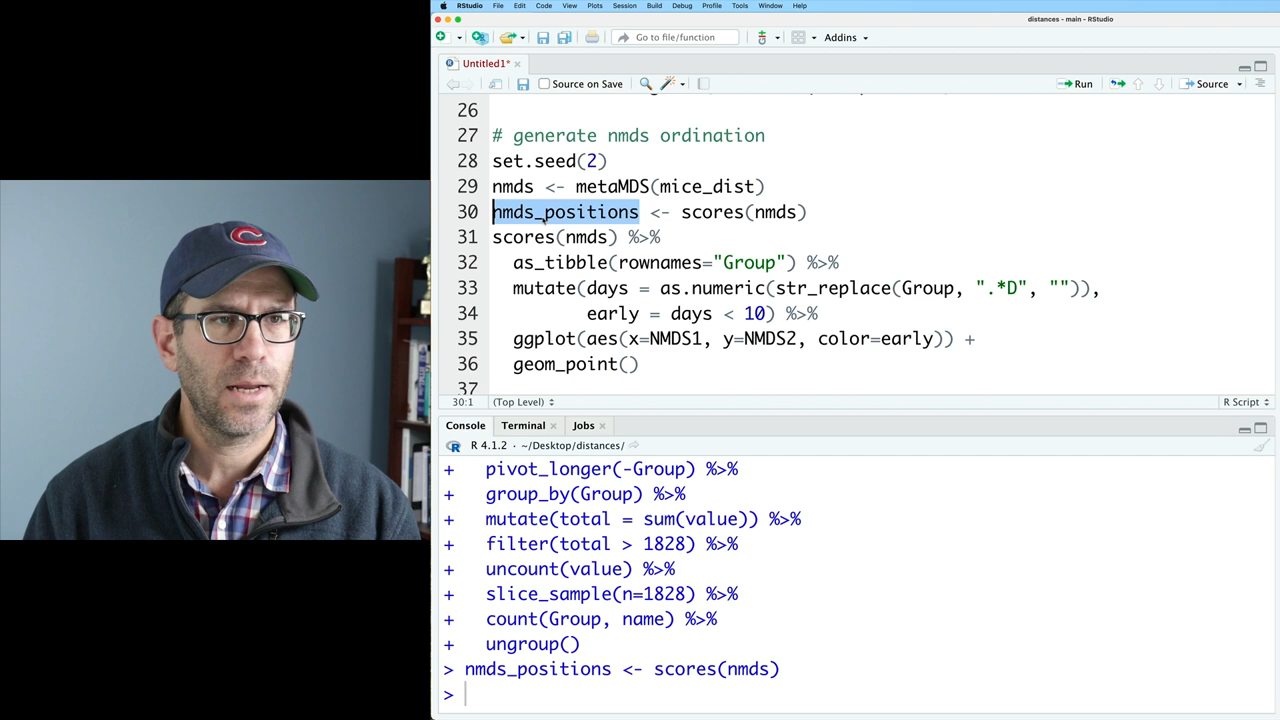 RStudio File Edit Code View Plots Session Build Debug Profile Tools Window Help
distances - main - RStudio
Go to file/function Addins
Untitled1*
Source on Save Run Source
26
27 # generate nmds ordination
28 set.seed(2)
29 nmds <- metaMDS(mice_dist)
30 nmds_positions <- scores(nmds)
31 scores(nmds) %>%
32 as_tibble(rownames="Group") %>%
33 mutate(days = as.numeric(str_replace(Group, ".*D", "")),
34 early = days < 10) %>%
35 ggplot(aes(x=NMDS1, y=NMDS2, color=early)) +
36 geom_point()
37
30:1 (Top Level) R Script
Console Terminal Jobs
R 4.1.2 · ~/Desktop/distances/
+ pivot_longer(-Group) %>%
+ group_by(Group) %>%
+ mutate(total = sum(value)) %>%
+ filter(total > 1828) %>%
+ uncount(value) %>%
+ slice_sample(n=1828) %>%
+ count(Group, name) %>%
+ ungroup()
> nmds_positions <- scores(nmds)
>